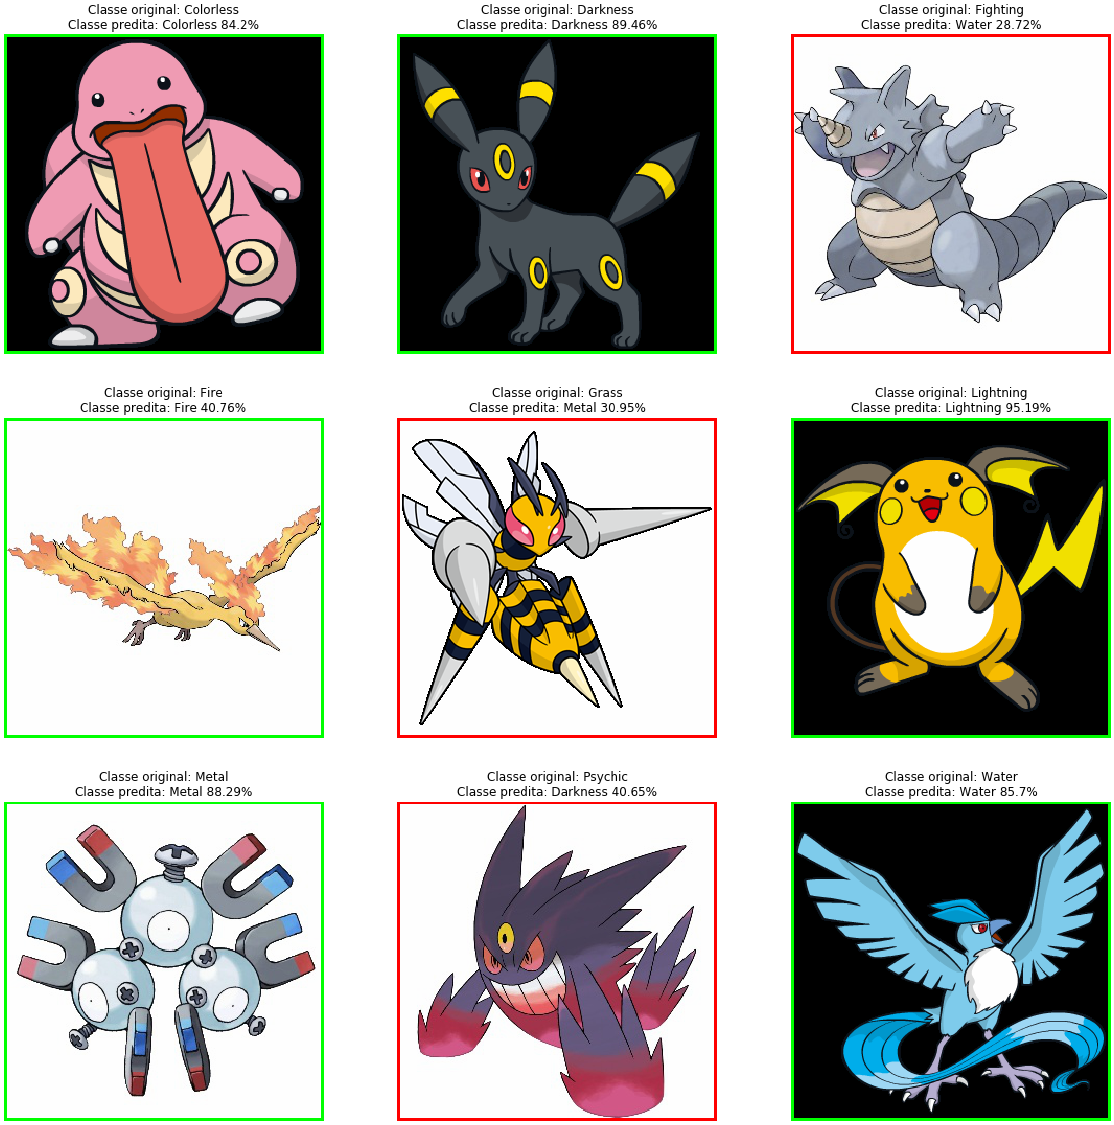 Classe original: Colorless
Classe predita: Colorless 84.2%
Classe original: Darkness
Classe predita: Darkness 89.46%
Classe original: Fighting
Classe predita: Water 28.72%
Classe original: Fire
Classe predita: Fire 40.76%
Classe original: Grass
Classe predita: Metal 30.95%
Classe original: Lightning
Classe predita: Lightning 95.19%
Classe original: Metal
Classe predita: Metal 88.29%
Classe original: Psychic
Classe predita: Darkness 40.65%
Classe original: Water
Classe predita: Water 85.7%